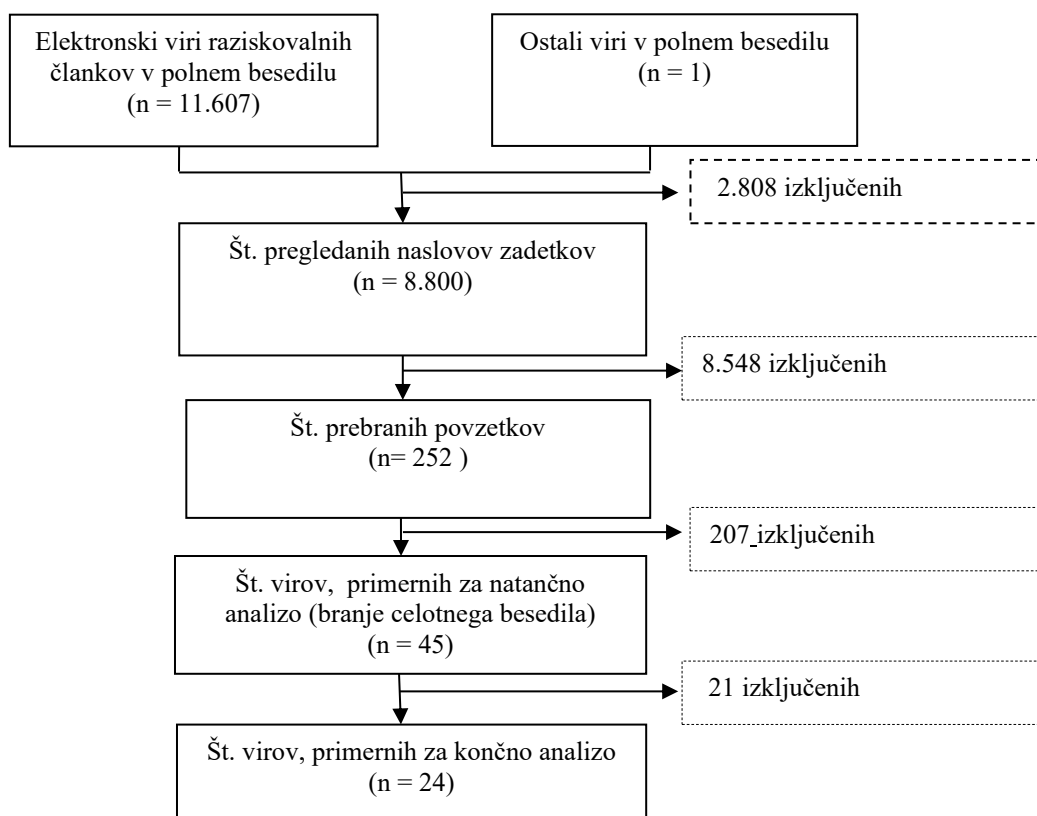 Elektronski viri raziskovalnih
člankov v polnem besedilu
(n = 11.607)
Ostali viri v polnem besedilu
(n = 1)
2.808 izključenih
Št. pregledanih naslovov zadetkov
(n = 8.800)
8.548 izključenih
Št. prebranih povzetkov
(n= 252 )
207 izključenih
Št. virov,  primernih za natančno
analizo (branje celotnega besedila)
(n = 45)
21 izključenih
Št. virov, primernih za končno analizo
(n = 24)